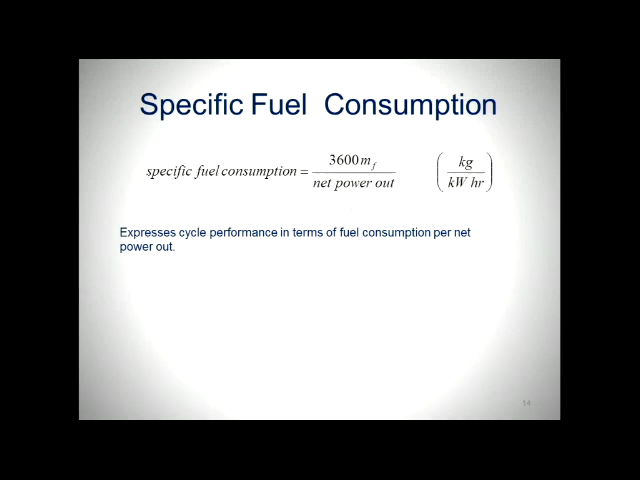 Specific Fuel Consumption
specific fuel consumption = 3600 m_f / net power out (kg / kW hr)
Expresses cycle performance in terms of fuel consumption per net
power out.
14